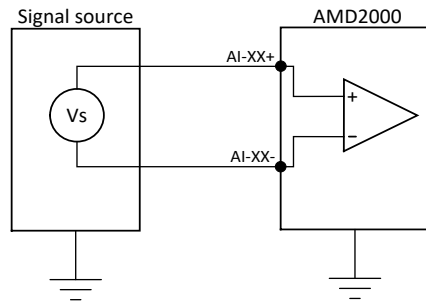 Signal source
AMD2000
AI-XX+
Vs
+
−
AI-XX-